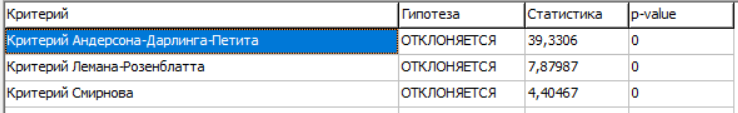 Критерий Гипотеза Статистика p-value
Критерий Андерсона-Дарлинга-Петита ОТКЛОНЯЕТСЯ 39,3306 0
Критерий Лемана-Розенблатта ОТКЛОНЯЕТСЯ 7,87987 0
Критерий Смирнова ОТКЛОНЯЕТСЯ 4,40467 0